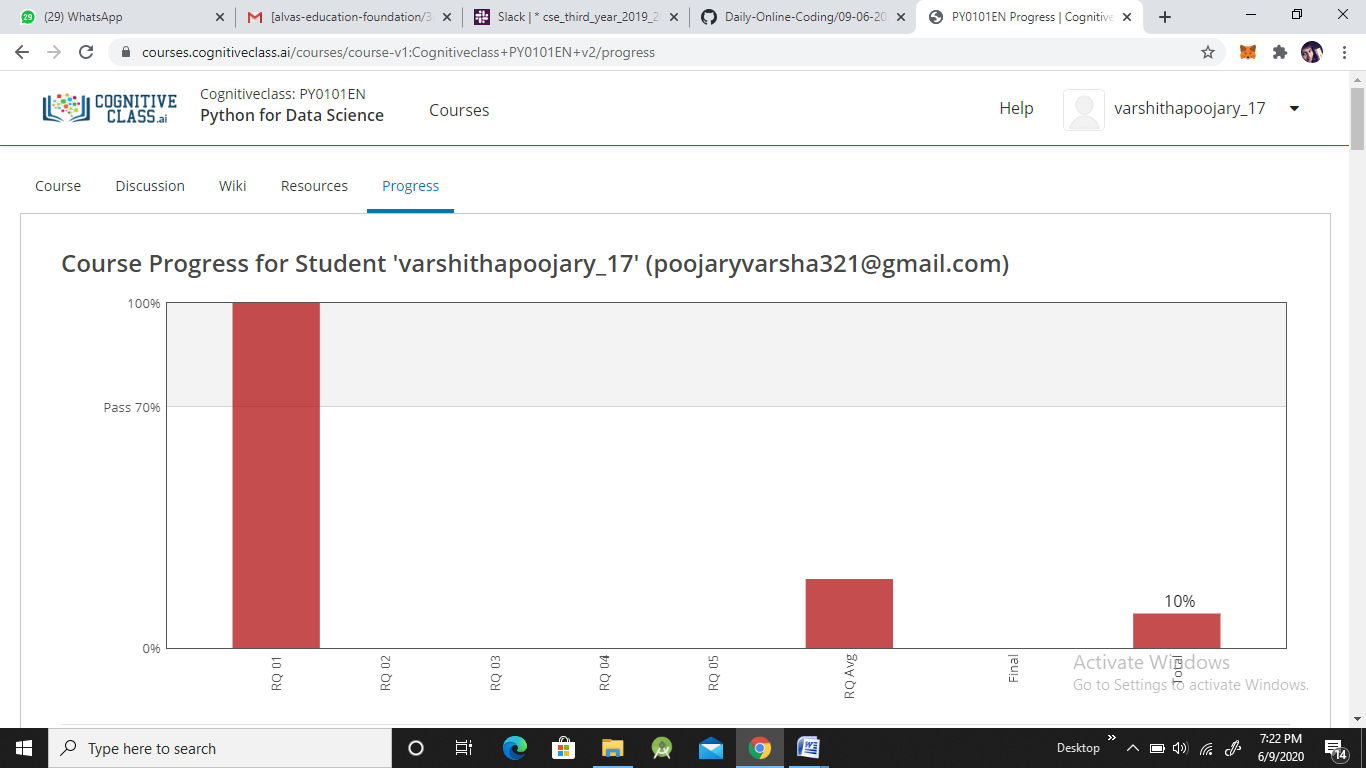 (29) WhatsApp
[alvas-education-foundation/3
Slack | * cse_third_year_2019_2
Daily-Online-Coding/09-06-20
PY0101EN Progress | Cognitive
courses.cognitiveclass.ai/courses/course-v1:Cognitiveclass+PY0101EN+v2/progress
COGNITIVE
CLASS.ai
Cognitiveclass: PY0101EN
Python for Data Science
Courses
Help
varshithapoojary_17
Course
Discussion
Wiki
Resources
Progress
Course Progress for Student 'varshithapoojary_17' (poojaryvarsha321@gmail.com)
100%
Pass 70%
0%
10%
RQ 01
RQ 02
RQ 03
RQ 04
RQ 05
RQ Avg
Final
Total
Activate Windows
Go to Settings to activate Windows.
Type here to search
Desktop
7:22 PM
6/9/2020
14